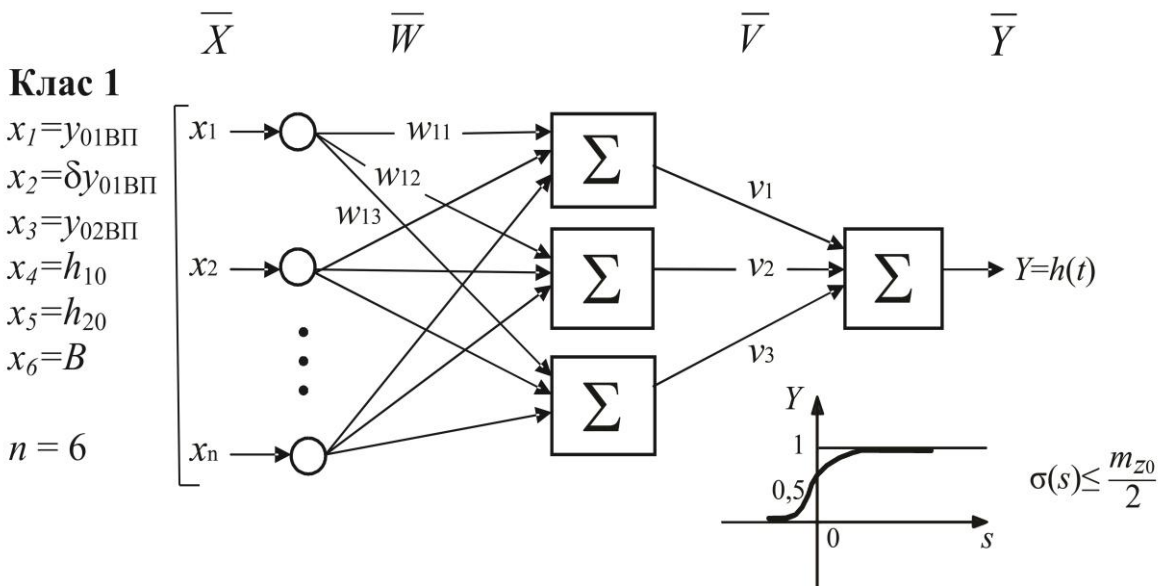 X̅ W̅ V̅ Y̅
Клас 1
x₁=y₀₁ВП
x₂=δy₀₁ВП
x₃=y₀₂ВП
x₄=h₁₀
x₅=h₂₀
x₆=B
n = 6
x₁
x₂
xₙ
w₁₁
w₁₂
w₁₃
Σ
Σ
Σ
v₁
v₂
v₃
Σ
Y=h(t)
Y
1
0,5
0
s
σ(s)≤ m_z0/2